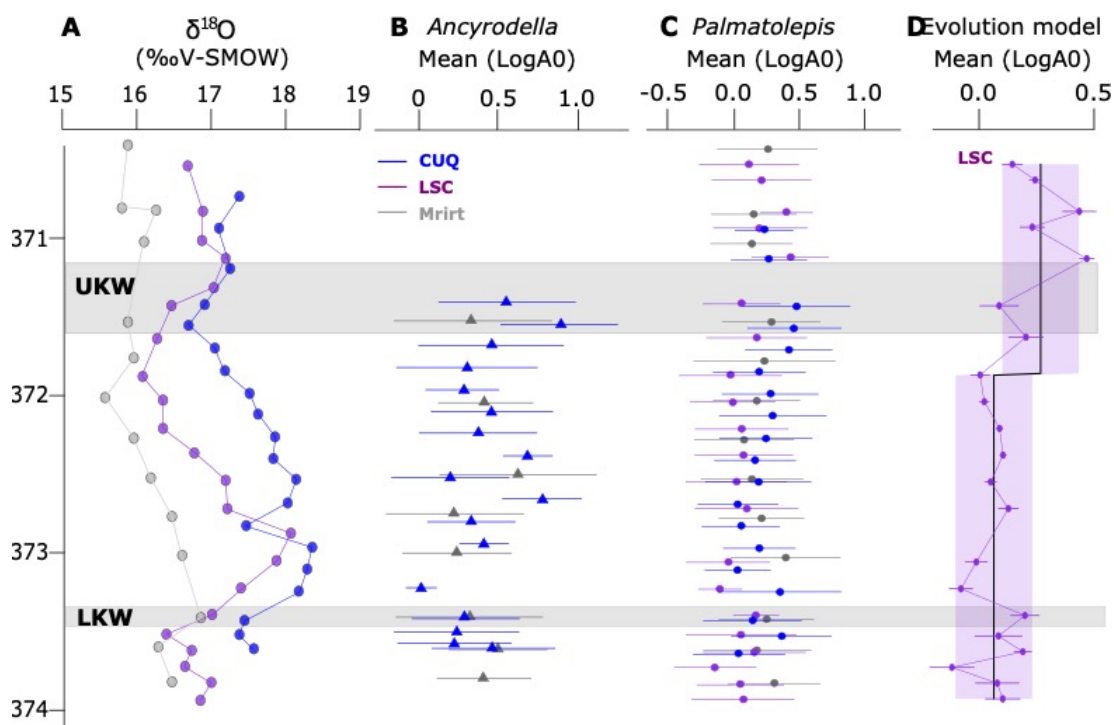 A δ¹⁸O B Ancyrodella C Palmatolepis D Evolution model
(‰V-SMOW) Mean (LogA0) Mean (LogA0) Mean (LogA0)
15 16 17 18 19 0 0.5 1.0 -0.5 0.0 0.5 1.0 0.0 0.5
CUQ LSC
LSC
Mrirt
371
UKW
372
373
LKW
374